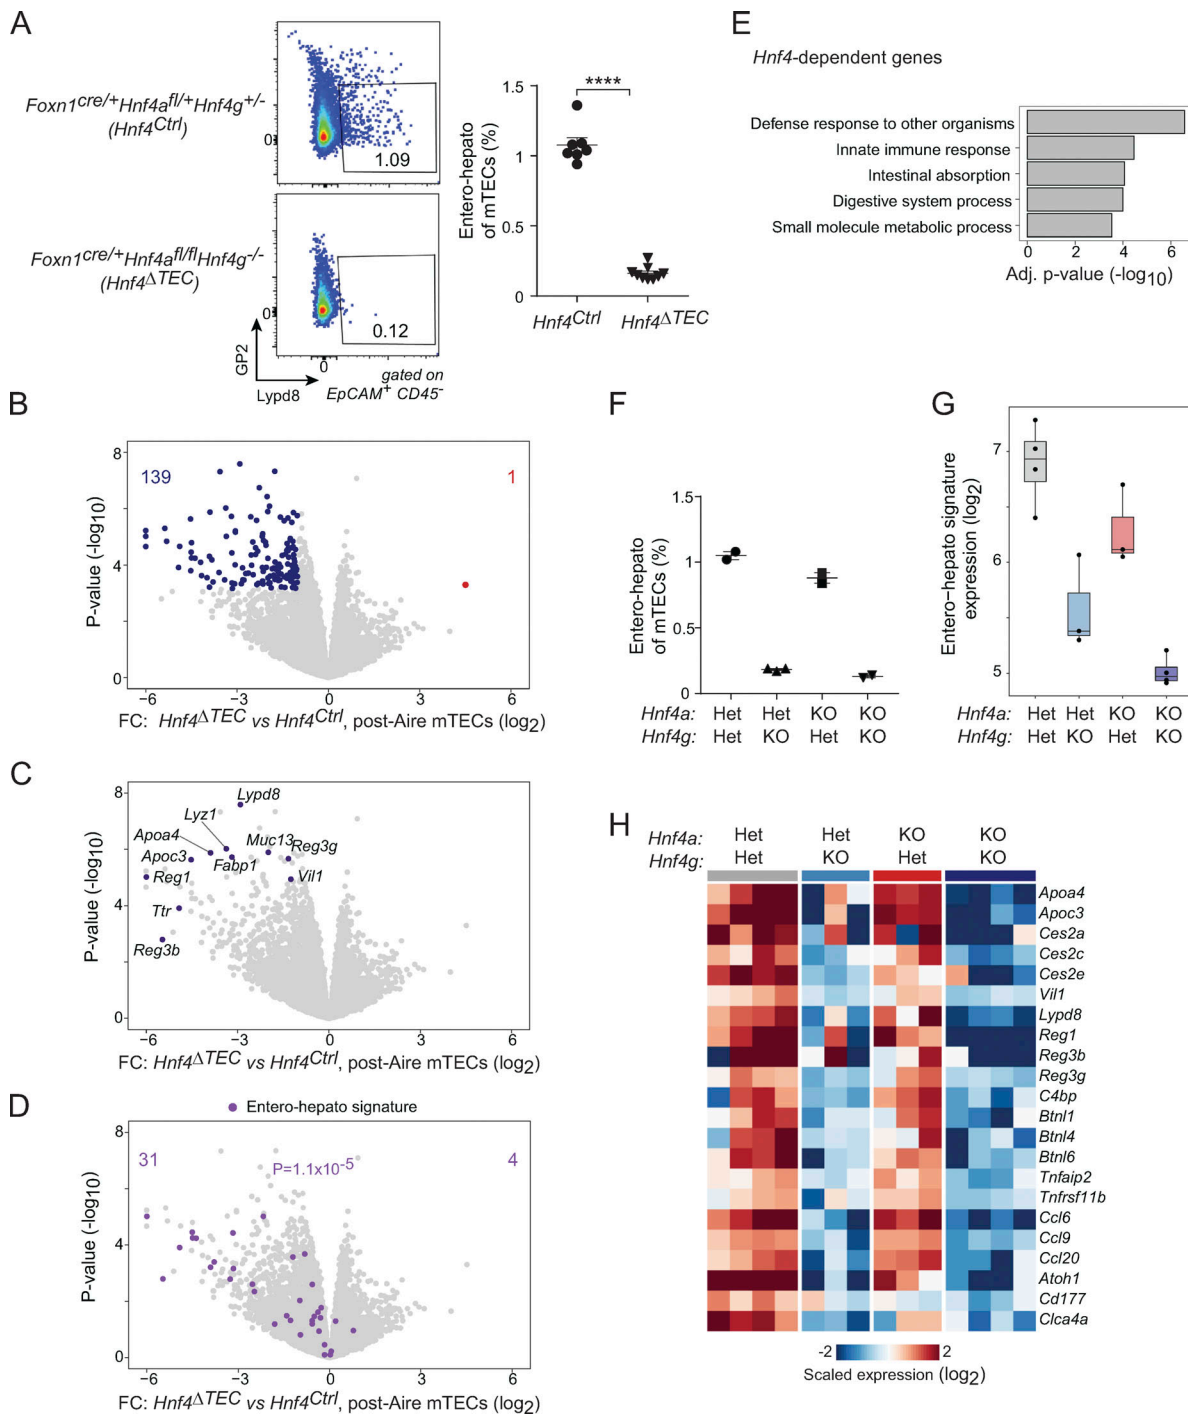 A
Foxn1cre/+Hnf4afl/+Hnf4g+/-
(Hnf4Ctrl)
1.09
0
Foxn1cre/+Hnf4afl/flHnf4g-/-
(Hnf4ΔTEC)
0.12
0
0
GP2
Lypd8
gated on
EpCAM+ CD45-
Entero-hepato
of mTECs (%)
1.5
1
0.5
0
****
Hnf4Ctrl
Hnf4ΔTEC
E
Hnf4-dependent genes
Defense response to other organisms
Innate immune response
Intestinal absorption
Digestive system process
Small molecule metabolic process
0 2 4 6
Adj. p-value (-log10)
B
P-value (-log10)
8
4
0
139
1
−6 −3 0 3 6
FC: Hnf4ΔTEC vs Hnf4Ctrl, post-Aire mTECs (log2)
C
P-value (-log10)
8
4
0
Lypd8
Lyz1
Apoa4
Muc13
Reg3g
Apoc3
Fabp1
Reg1
Vil1
Ttr
Reg3b
−6 −3 0 3 6
FC: Hnf4ΔTEC vs Hnf4Ctrl, post-Aire mTECs (log2)
D
Entero-hepato signature
P-value (-log10)
8
4
0
31
P=1.1x10-5
4
−6 −3 0 3 6
FC: Hnf4ΔTEC vs Hnf4Ctrl, post-Aire mTECs (log2)
F
Entero-hepato
of mTECs (%)
1.5
1
0.5
0
Hnf4a: Het Het KO KO
Hnf4g: Het KO Het KO
G
Entero−hepato signature
expression (log2)
7
6
5
Hnf4a: Het Het KO KO
Hnf4g: Het KO Het KO
H
Hnf4a: Het Het KO KO
Hnf4g: Het KO Het KO
Apoa4
Apoc3
Ces2a
Ces2c
Ces2e
Vil1
Lypd8
Reg1
Reg3b
Reg3g
C4bp
Btnl1
Btnl4
Btnl6
Tnfaip2
Tnfrsf11b
Ccl6
Ccl9
Ccl20
Atoh1
Cd177
Clca4a
-2 2
Scaled expression (log2)